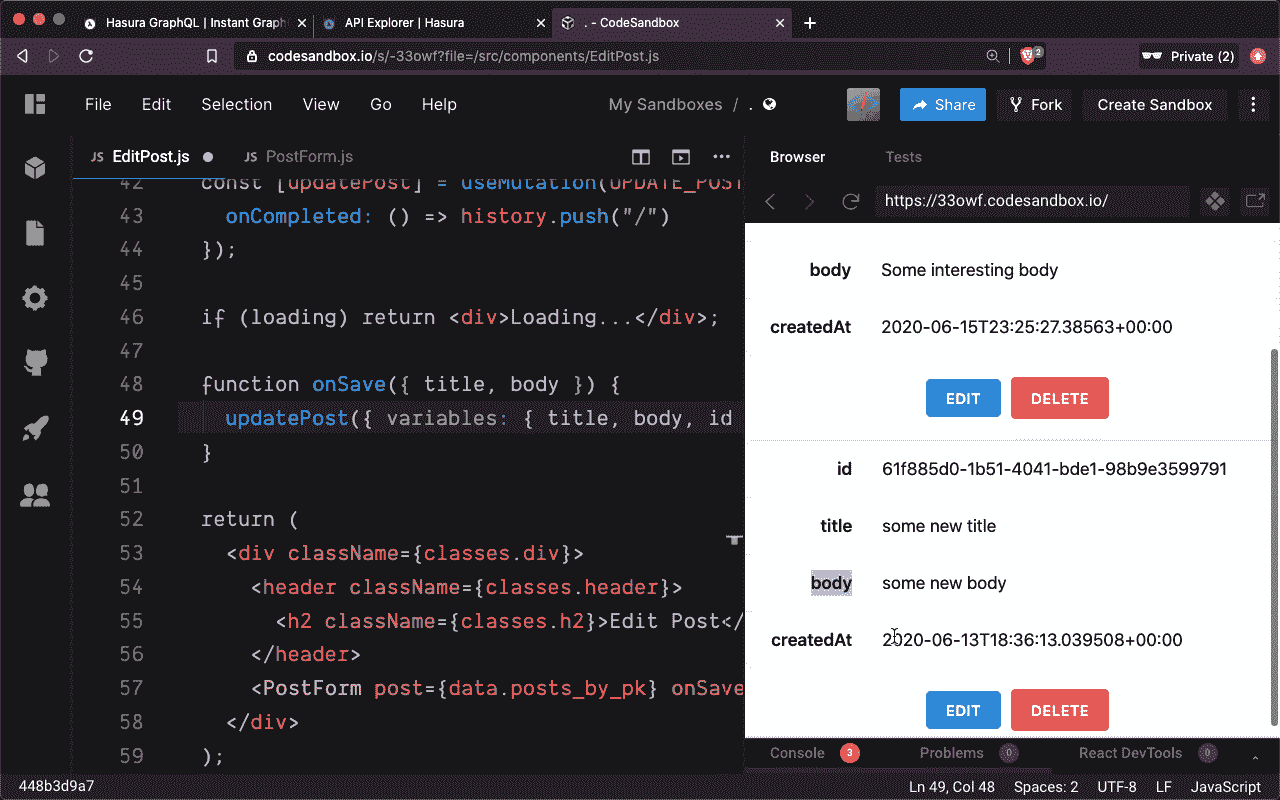 Hasura GraphQL | Instant Graph
API Explorer | Hasura
. - CodeSandbox
codesandbox.io/s/-33owf?file=/src/components/EditPost.js
2
Private (2)
File Edit Selection View Go Help
My Sandboxes / .
Share
Fork
Create Sandbox
JS EditPost.js
JS PostForm.js
42 const [updatePost] = useMutation(UPDATE_POST
43 onCompleted: () => history.push("/")
44 });
45
46 if (loading) return <div>Loading...</div>;
47
48 function onSave({ title, body }) {
49 updatePost({ variables: { title, body, id
50 }
51
52 return (
53 <div className={classes.div}>
54 <header className={classes.header}>
55 <h2 className={classes.h2}>Edit Post</
56 </header>
57 <PostForm post={data.posts_by_pk} onSave
58 </div>
59 );
Browser Tests
https://33owf.codesandbox.io/
body Some interesting body
createdAt 2020-06-15T23:25:27.38563+00:00
EDIT DELETE
id 61f885d0-1b51-4041-bde1-98b9e3599791
title some new title
body some new body
createdAt 2020-06-13T18:36:13.039508+00:00
EDIT DELETE
Console 3 Problems 0 React DevTools 0
448b3d9a7
Ln 49, Col 48 Spaces: 2 UTF-8 LF JavaScript